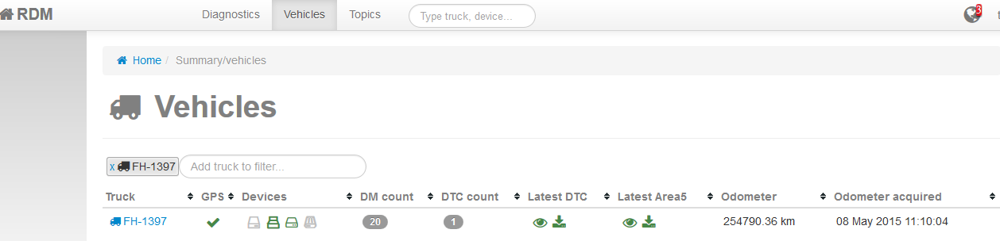 RDM Diagnostics Vehicles Topics Type truck, device... 3
Home / Summary/vehicles
Vehicles
x FH-1397 Add truck to filter...
Truck GPS Devices DM count DTC count Latest DTC Latest Area5 Odometer Odometer acquired
FH-1397 20 1 254790.36 km 08 May 2015 11:10:04